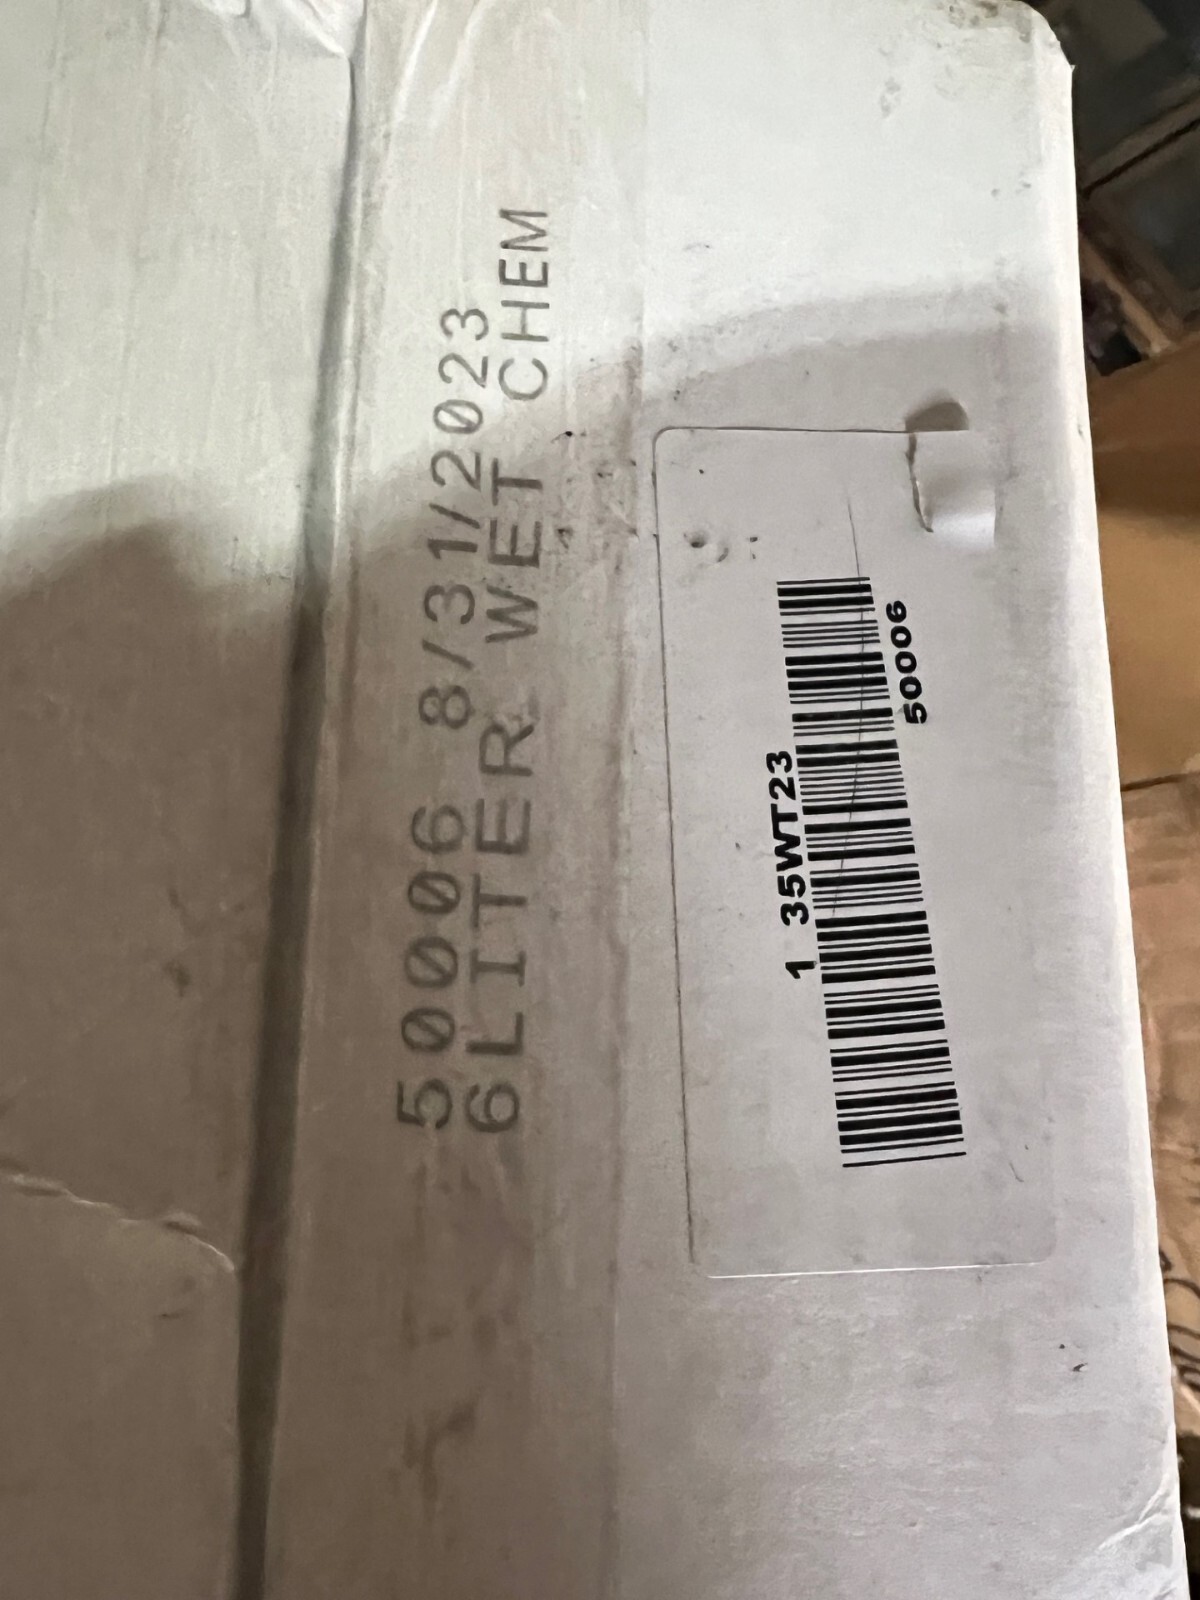 50006 8/31/2023
6LITER WET CHEM
1 35WT23
50006